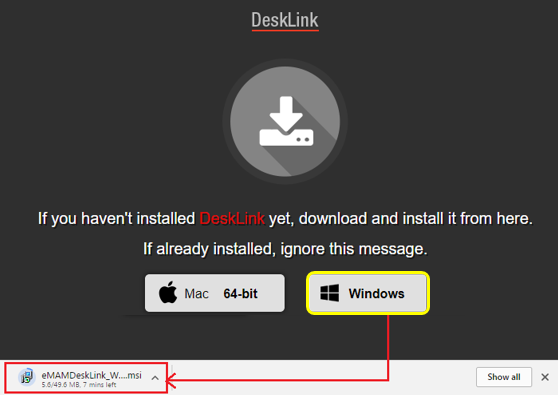 DeskLink
If you haven't installed DeskLink yet, download and install it from here.
If already installed, ignore this message.
Mac 64-bit
Windows
eMAMDeskLink_W....msi
5.6/49.6 MB, 7 mins left
Show all